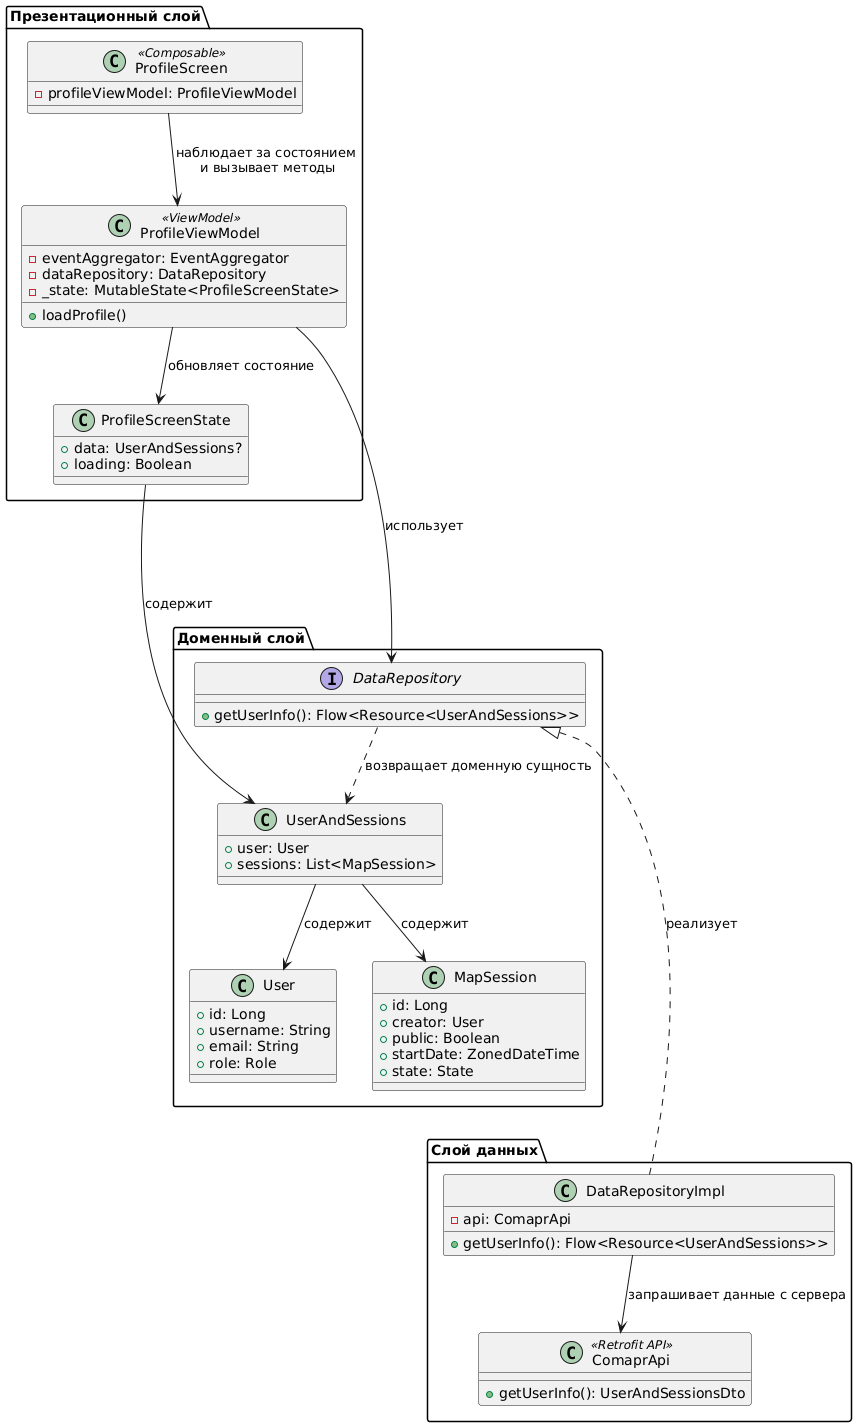 Презентационный слой
C
«Composable»
ProfileScreen
profileViewModel: ProfileViewModel
наблюдает за состоянием
и вызывает методы
C
«ViewModel»
ProfileViewModel
eventAggregator: EventAggregator
dataRepository: DataRepository
_state: MutableState<ProfileScreenState>
loadProfile()
обновляет состояние
C ProfileScreenState
data: UserAndSessions?
loading: Boolean
использует
содержит
Доменный слой
I DataRepository
getUserInfo(): Flow<Resource<UserAndSessions>>
возвращает доменную сущность
C UserAndSessions
user: User
sessions: List<MapSession>
содержит
содержит
реализует
C User
id: Long
username: String
email: String
role: Role
C MapSession
id: Long
creator: User
public: Boolean
startDate: ZonedDateTime
state: State
Слой данных
C DataRepositoryImpl
api: ComaprApi
getUserInfo(): Flow<Resource<UserAndSessions>>
запрашивает данные с сервера
C
«Retrofit API»
ComaprApi
getUserInfo(): UserAndSessionsDto